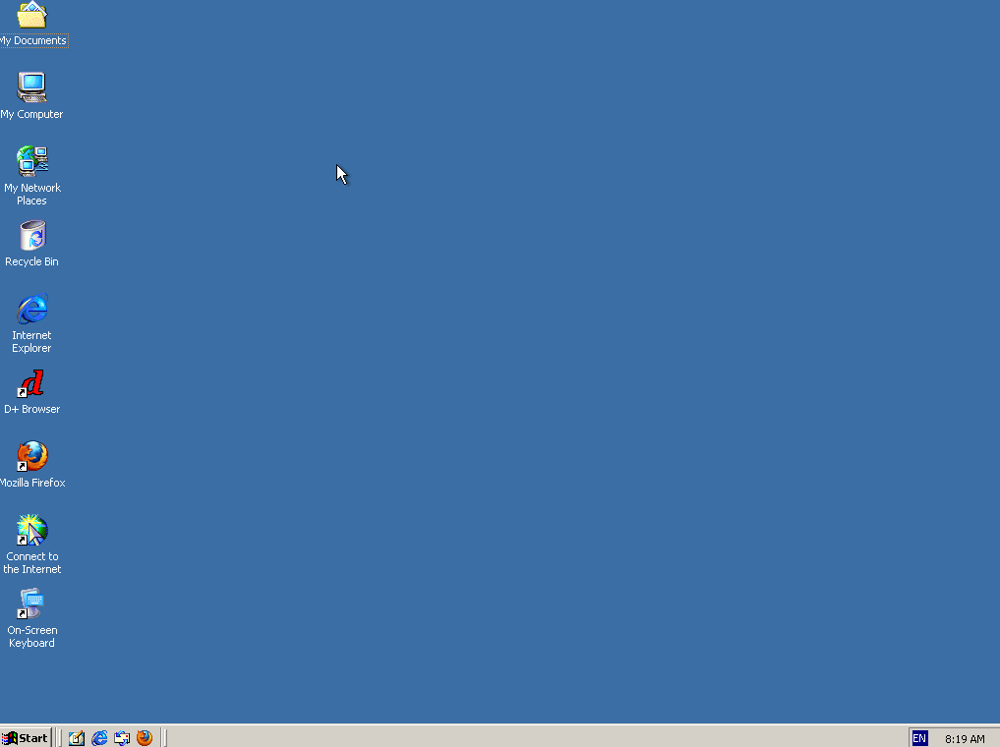 My Documents
My Computer
My Network
Places
Recycle Bin
Internet
Explorer
d
D+ Browser
Mozilla Firefox
Connect to
the Internet
On-Screen
Keyboard
Start
EN
8:19 AM